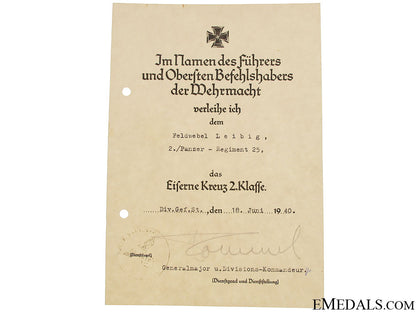 Im Namen des Führers
und Obersten Befehlshabers
der Wehrmacht
verleihe ich
dem
Feldwebel Leibig,
2./Panzer - Regiment 25,
das
Eiserne Kreuz 2.Klasse.
Div.Gef.St.,den 18. Juni 1940.
Rommel
Generalmajor u.Divisions-Kommandeur.
(Dienstgrad und Dienststellung)
EMEDALS.com